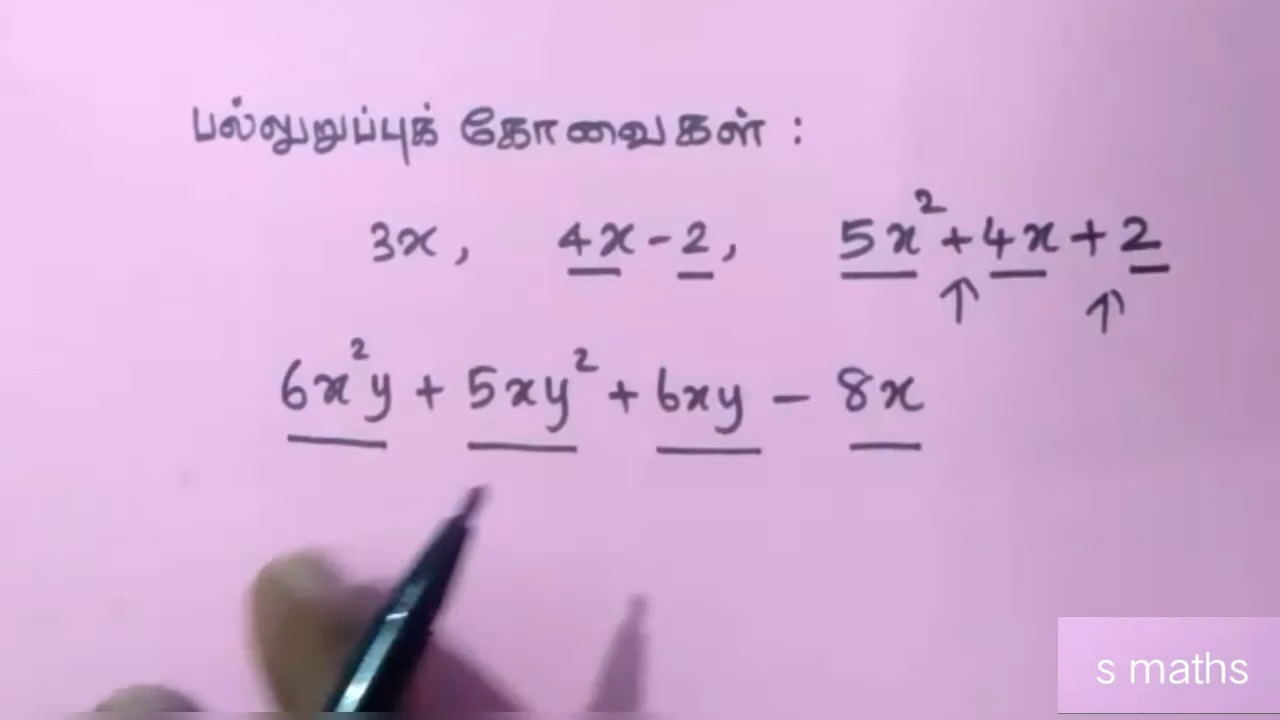 பல்லுறுப்புக் கோவைகள் :
3x, 4x - 2, 5x² + 4x + 2
6x²y + 5xy² + 6xy - 8x
s maths